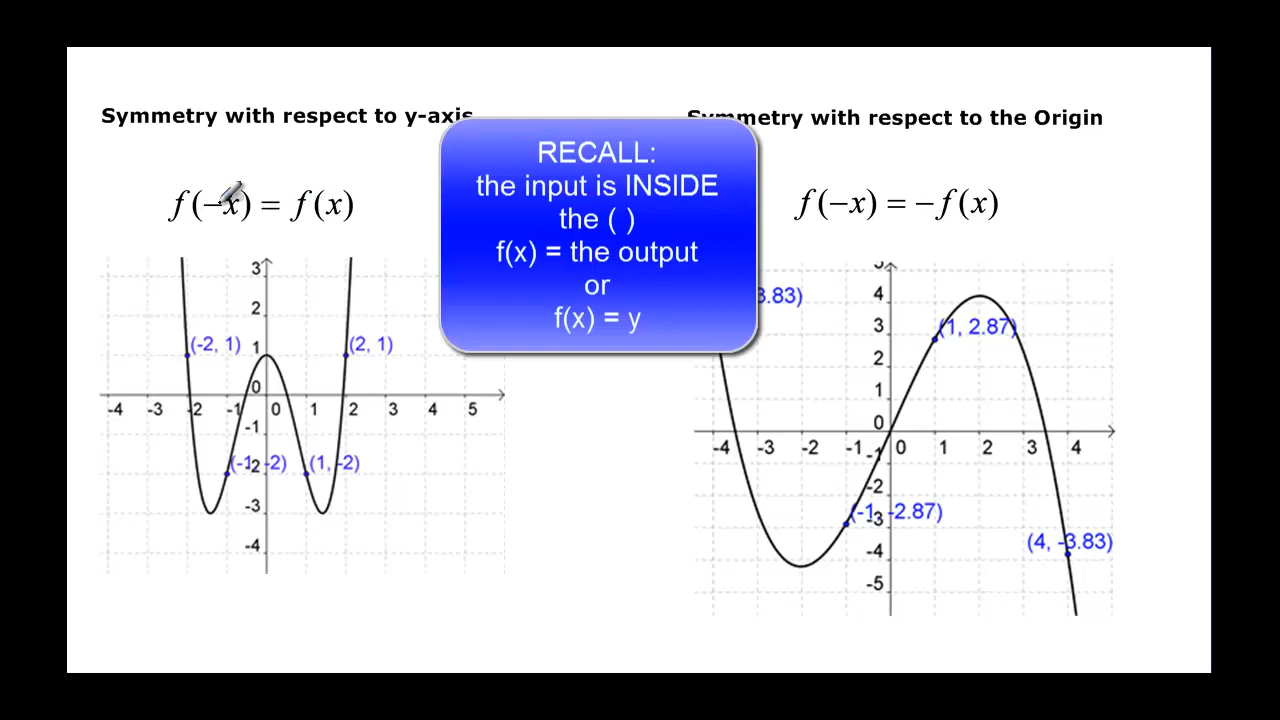 Symmetry with respect to y-axis
f(−x) = f(x)
3
2
1
0
-1
-2
-3
-4
-4 -3 -2 -1 0 1 2 3 4 5
(-2, 1)
(2, 1)
(-1, -2)
(1, -2)
RECALL:
the input is INSIDE
the ( )
f(x) = the output
or
f(x) = y
Symmetry with respect to the Origin
f(−x) = −f(x)
4
3
2
1
0
-1
-2
-3
-4
-5
-4 -3 -2 -1 0 1 2 3 4
3.83)
(1, 2.87)
(-1, -2.87)
(4, -3.83)